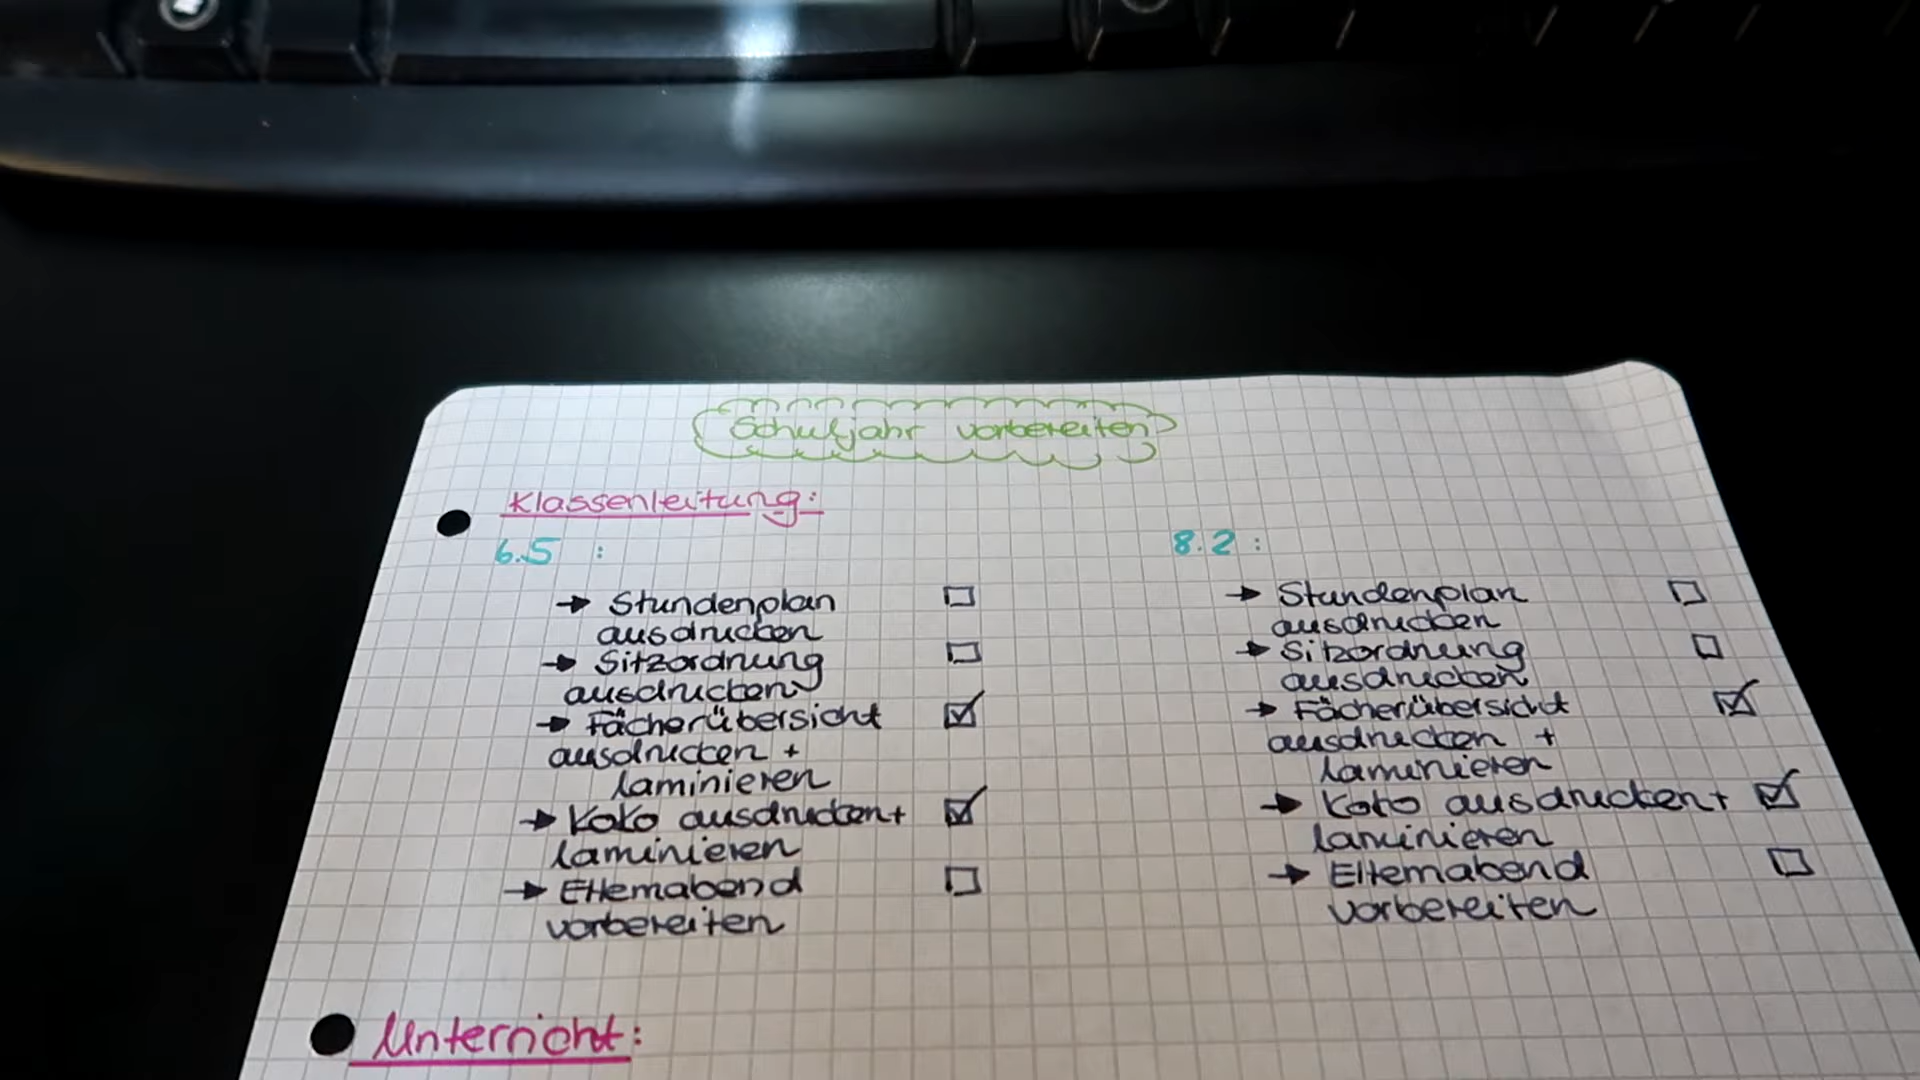 Schuljahr vorbereiten
Klassenleitung:
6.5 :
→ Stundenplan
ausdrucken
→ Sitzordnung
ausdrucken
→ Fächerübersicht
ausdrucken +
laminieren
→ Koko ausdrucken+
laminieren
→ Elternabend
vorbereiten
8.2 :
→ Stundenplan
ausdrucken
→ Sitzordnung
ausdrucken
→ Fächerübersicht
ausdrucken +
laminieren
→ Koko ausdrucken+
laminieren
→ Elternabend
vorbereiten
Unterricht: